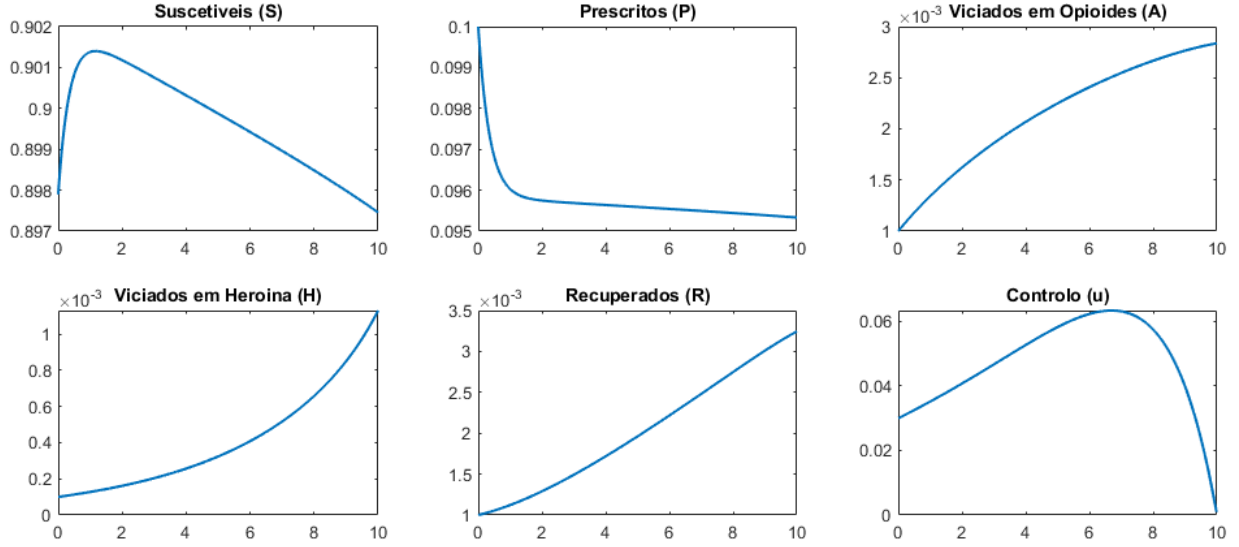 Suscetiveis (S)
0.902
0.901
0.9
0.899
0.898
0.897
0 2 4 6 8 10
Prescritos (P)
0.1
0.099
0.098
0.097
0.096
0.095
0 2 4 6 8 10
×10⁻³ Viciados em Opioides (A)
3
2.5
2
1.5
1
0 2 4 6 8 10
×10⁻³ Viciados em Heroina (H)
1
0.8
0.6
0.4
0.2
0
0 2 4 6 8 10
×10⁻³ Recuperados (R)
3.5
3
2.5
2
1.5
1
0 2 4 6 8 10
Controlo (u)
0.06
0.04
0.02
0
0 2 4 6 8 10